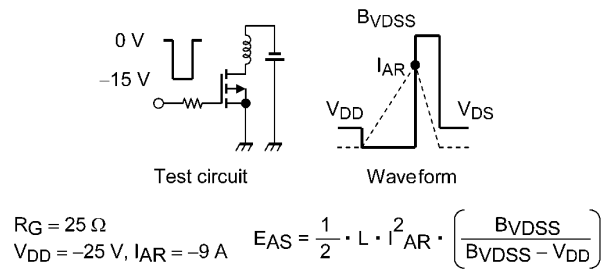 0 V
−15 V
BVDSS
IAR
VDD
VDS
Test circuit
Waveform
RG = 25 Ω
VDD = −25 V, IAR = −9 A
EAS = 1/2 · L · I²AR · (BVDSS / (BVDSS − VDD))